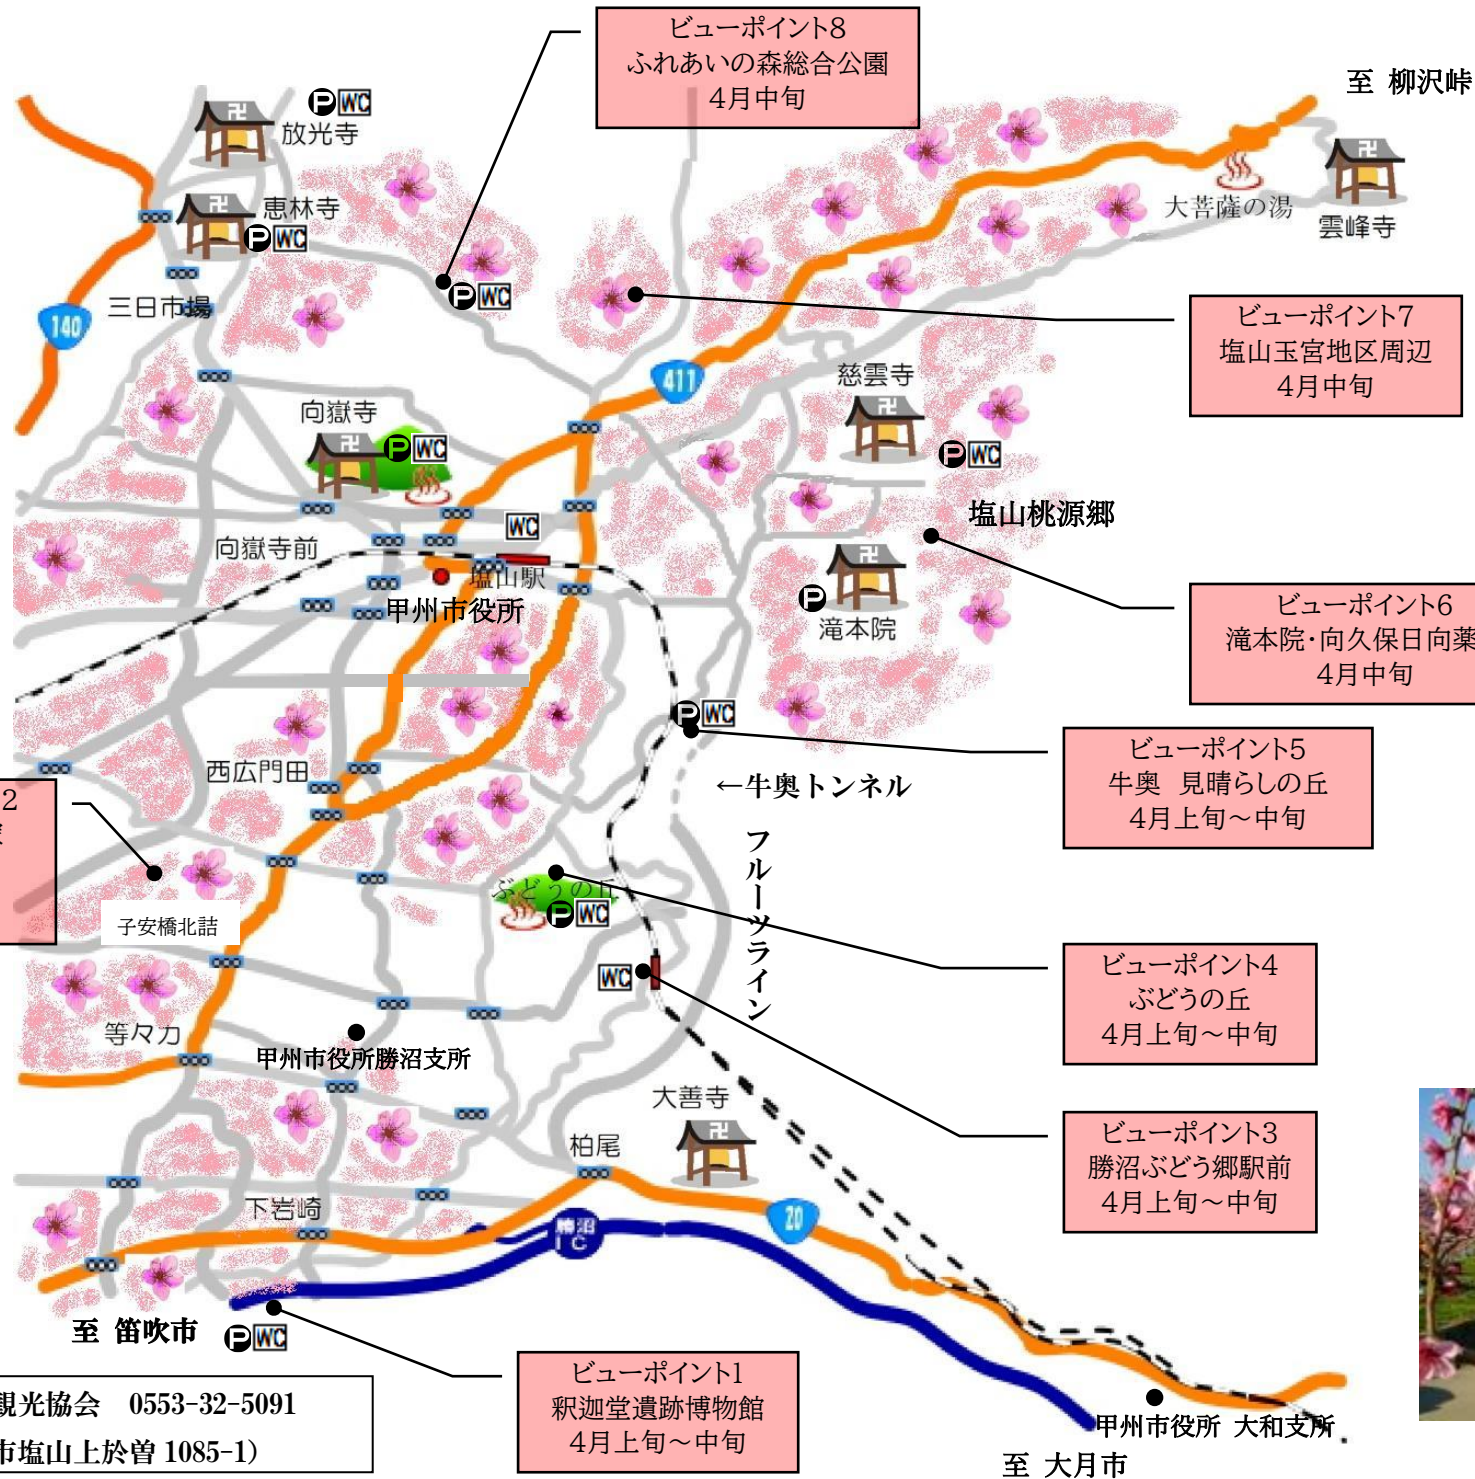 ビューポイント8
ふれあいの森総合公園
4月中旬
至 柳沢峠
P WC
放光寺
恵林寺
P WC
大菩薩の湯
雲峰寺
P WC
三日市場
140
ビューポイント7
塩山玉宮地区周辺
4月中旬
411
慈雲寺
向嶽寺
P WC
P WC
塩山桃源郷
WC
向嶽寺前
塩山駅
甲州市役所
P
滝本院
ビューポイント6
滝本院・向久保日向薬
4月中旬
P WC
ビューポイント5
牛奥 見晴らしの丘
4月上旬～中旬
西広門田
←牛奥トンネル
2
フルーツライン
ぶどうの丘
P WC
子安橋北詰
ビューポイント4
ぶどうの丘
4月上旬～中旬
WC
等々力
甲州市役所勝沼支所
大善寺
ビューポイント3
勝沼ぶどう郷駅前
4月上旬～中旬
柏尾
下岩崎
20
勝沼
IC
至 笛吹市
P WC
ビューポイント1
釈迦堂遺跡博物館
4月上旬～中旬
観光協会 0553-32-5091
市塩山上於曽 1085-1）
甲州市役所 大和支所
至 大月市